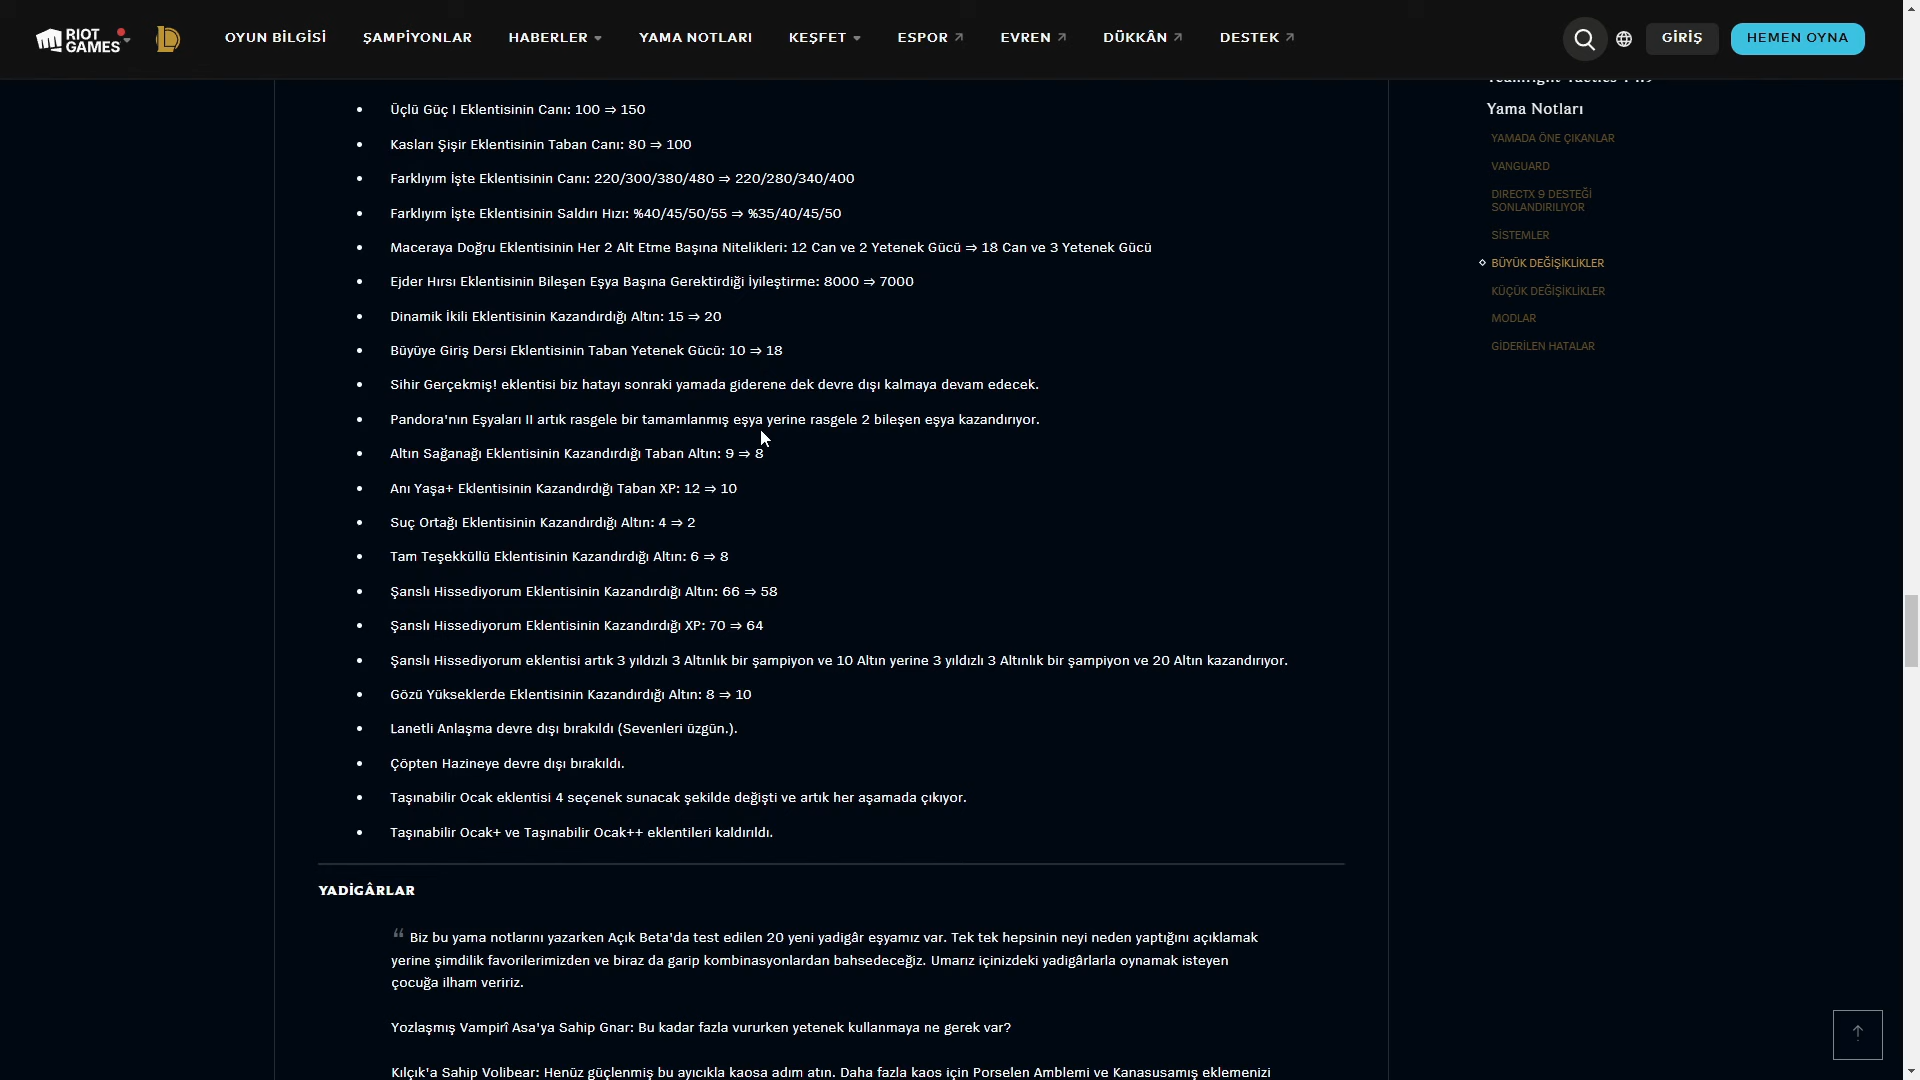 RIOT GAMES
OYUN BİLGİSİ
ŞAMPİYONLAR
HABERLER
YAMA NOTLARI
KEŞFET
ESPOR
EVREN
DÜKKÂN
DESTEK
GİRİŞ
HEMEN OYNA
Üçlü Güç I Eklentisinin Canı: 100 ⇒ 150
Kasları Şişir Eklentisinin Taban Canı: 80 ⇒ 100
Farklıyım İşte Eklentisinin Canı: 220/300/380/480 ⇒ 220/280/340/400
Farklıyım İşte Eklentisinin Saldırı Hızı: %40/45/50/55 ⇒ %35/40/45/50
Maceraya Doğru Eklentisinin Her 2 Alt Etme Başına Nitelikleri: 12 Can ve 2 Yetenek Gücü ⇒ 18 Can ve 3 Yetenek Gücü
Ejder Hırsı Eklentisinin Bileşen Eşya Başına Gerektirdiği İyileştirme: 8000 ⇒ 7000
Dinamik İkili Eklentisinin Kazandırdığı Altın: 15 ⇒ 20
Büyüye Giriş Dersi Eklentisinin Taban Yetenek Gücü: 10 ⇒ 18
Sihir Gerçekmiş! eklentisi biz hatayı sonraki yamada giderene dek devre dışı kalmaya devam edecek.
Pandora'nın Eşyaları II artık rasgele bir tamamlanmış eşya yerine rasgele 2 bileşen eşya kazandırıyor.
Altın Sağanağı Eklentisinin Kazandırdığı Taban Altın: 9 ⇒ 8
Anı Yaşa+ Eklentisinin Kazandırdığı Taban XP: 12 ⇒ 10
Suç Ortağı Eklentisinin Kazandırdığı Altın: 4 ⇒ 2
Tam Teşekküllü Eklentisinin Kazandırdığı Altın: 6 ⇒ 8
Şanslı Hissediyorum Eklentisinin Kazandırdığı Altın: 66 ⇒ 58
Şanslı Hissediyorum Eklentisinin Kazandırdığı XP: 70 ⇒ 64
Şanslı Hissediyorum eklentisi artık 3 yıldızlı 3 Altınlık bir şampiyon ve 10 Altın yerine 3 yıldızlı 3 Altınlık bir şampiyon ve 20 Altın kazandırıyor.
Gözü Yükseklerde Eklentisinin Kazandırdığı Altın: 8 ⇒ 10
Lanetli Anlaşma devre dışı bırakıldı (Sevenleri üzgün.).
Çöpten Hazineye devre dışı bırakıldı.
Taşınabilir Ocak eklentisi 4 seçenek sunacak şekilde değişti ve artık her aşamada çıkıyor.
Taşınabilir Ocak+ ve Taşınabilir Ocak++ eklentileri kaldırıldı.
YADİGÂRLAR
“ Biz bu yama notlarını yazarken Açık Beta'da test edilen 20 yeni yadigâr eşyamız var. Tek tek hepsinin neyi neden yaptığını açıklamak
yerine şimdilik favorilerimizden ve biraz da garip kombinasyonlardan bahsedeceğiz. Umarız içinizdeki yadigârlarla oynamak isteyen
çocuğa ilham veririz.
Yozlaşmış Vampirî Asa'ya Sahip Gnar: Bu kadar fazla vururken yetenek kullanmaya ne gerek var?
Kılçık'a Sahip Volibear: Henüz güçlenmiş bu ayıcıkla kaosa adım atın. Daha fazla kaos için Porselen Amblemi ve Kanasusamış eklemenizi
Yama Notları
YAMADA ÖNE ÇIKANLAR
VANGUARD
DIRECTX 9 DESTEĞİ
SONLANDIRILIYOR
SİSTEMLER
BÜYÜK DEĞİŞİKLİKLER
KÜÇÜK DEĞİŞİKLİKLER
MODLAR
GİDERİLEN HATALAR